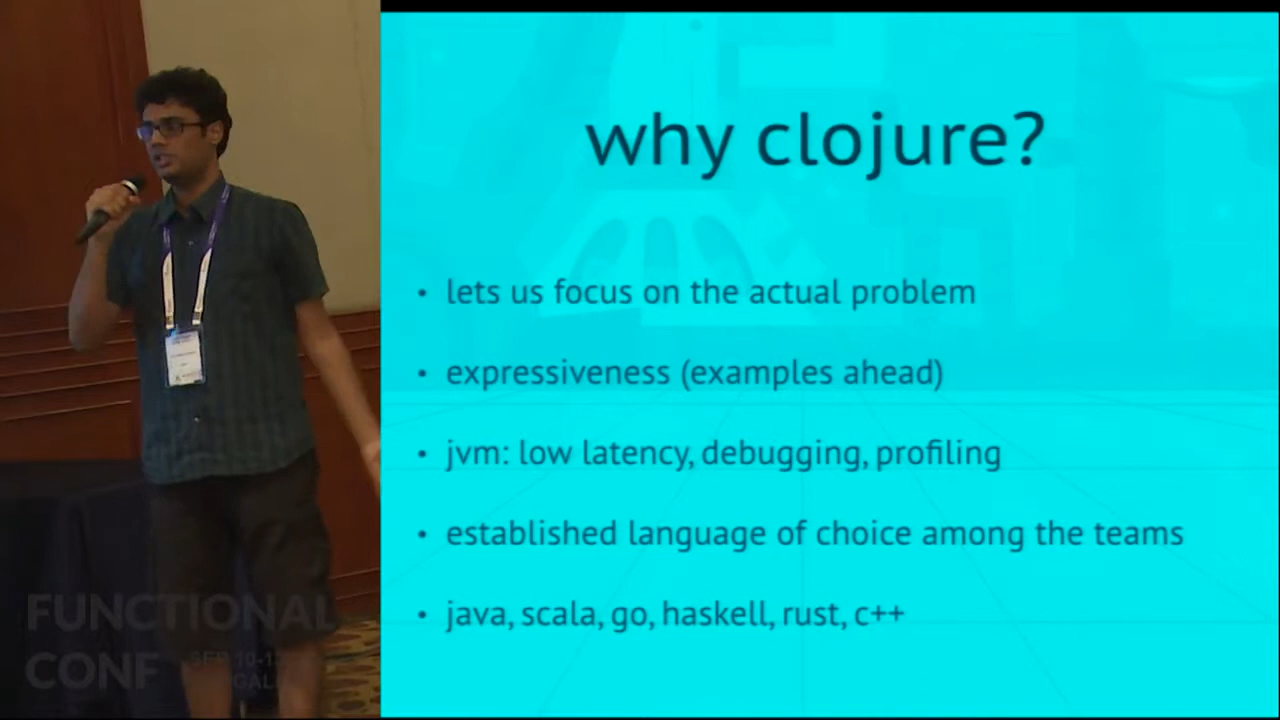 why clojure?
• lets us focus on the actual problem
• expressiveness (examples ahead)
• jvm: low latency, debugging, profiling
• established language of choice among the teams
• java, scala, go, haskell, rust, c++
FUNCTIONAL
CONF